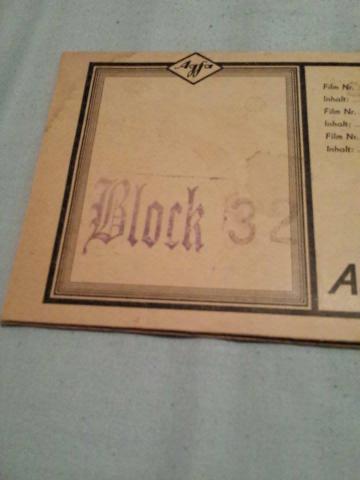 Agfa
Block 32
Film Nr.
Inhalt:
Film Nr.
Inhalt:
Film Nr.
Inhalt:
A